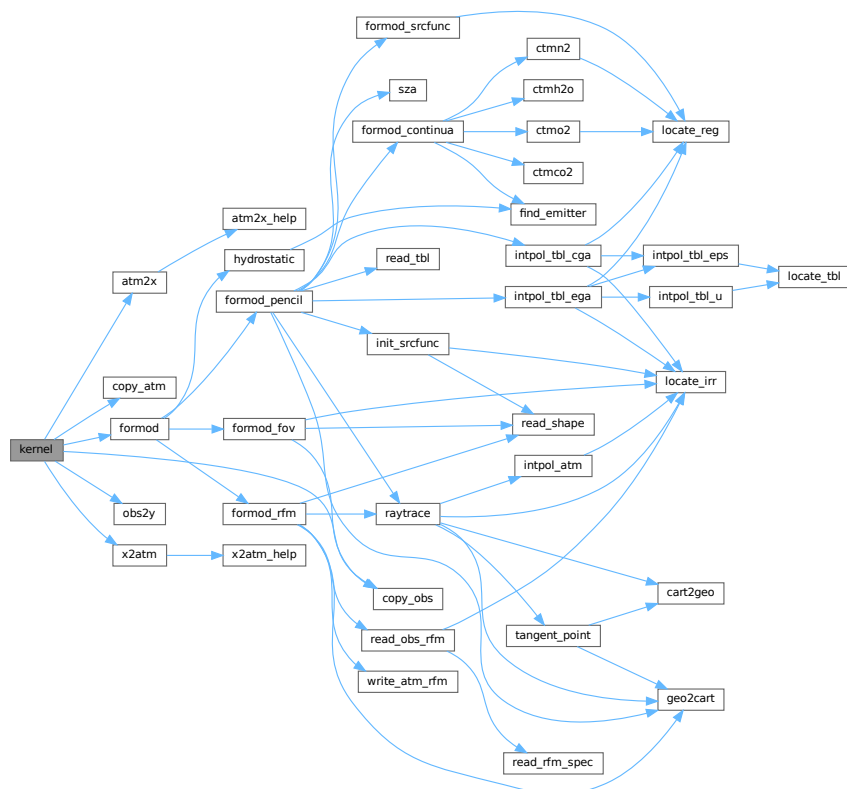 formod_srcfunc
ctmn2
sza
ctmh2o
formod_continua
ctmo2
locate_reg
ctmco2
atm2x_help
find_emitter
hydrostatic
read_tbl
intpol_tbl_cga
intpol_tbl_eps
atm2x
locate_tbl
formod_pencil
intpol_tbl_ega
intpol_tbl_u
init_srcfunc
copy_atm
locate_irr
formod
formod_fov
read_shape
kernel
intpol_atm
obs2y
formod_rfm
raytrace
x2atm
x2atm_help
copy_obs
cart2geo
read_obs_rfm
tangent_point
write_atm_rfm
geo2cart
read_rfm_spec